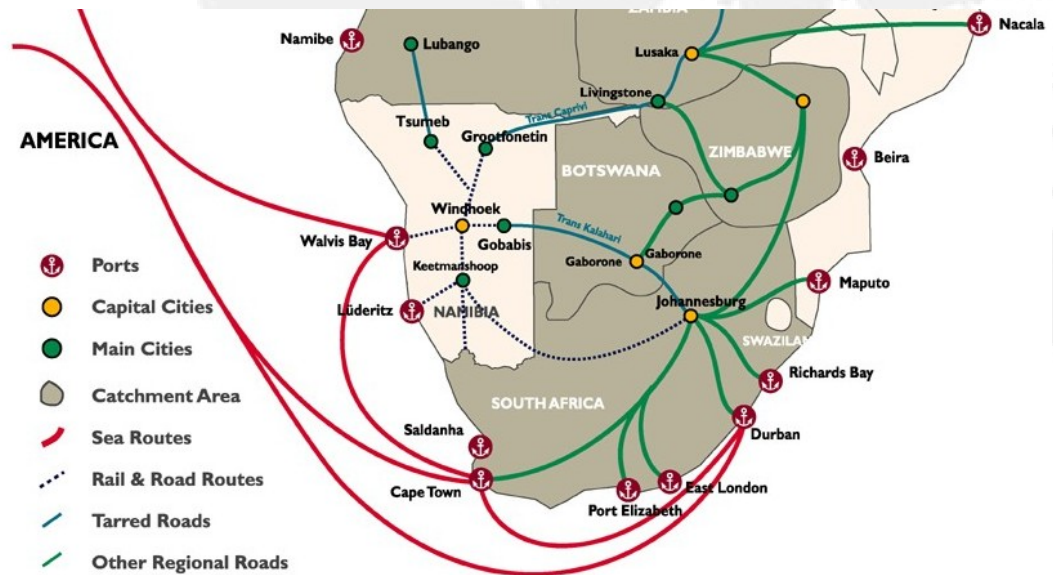 ZAMBIA
Namibe
Lubango
Nacala
Lusaka
Livingstone
Trans Caprivi
Tsumeb
Grootfonetin
AMERICA
ZIMBABWE
Beira
BOTSWANA
Windhoek
Trans Kalahari
Walvis Bay
Gobabis
Gaborone
Gaborone
Keetmanshoop
Maputo
Johannesburg
Lüderitz
NAMIBIA
SWAZILAN
Richards Bay
SOUTH AFRICA
Saldanha
Durban
Cape Town
East London
Port Elizabeth
Ports
Capital Cities
Main Cities
Catchment Area
Sea Routes
Rail & Road Routes
Tarred Roads
Other Regional Roads